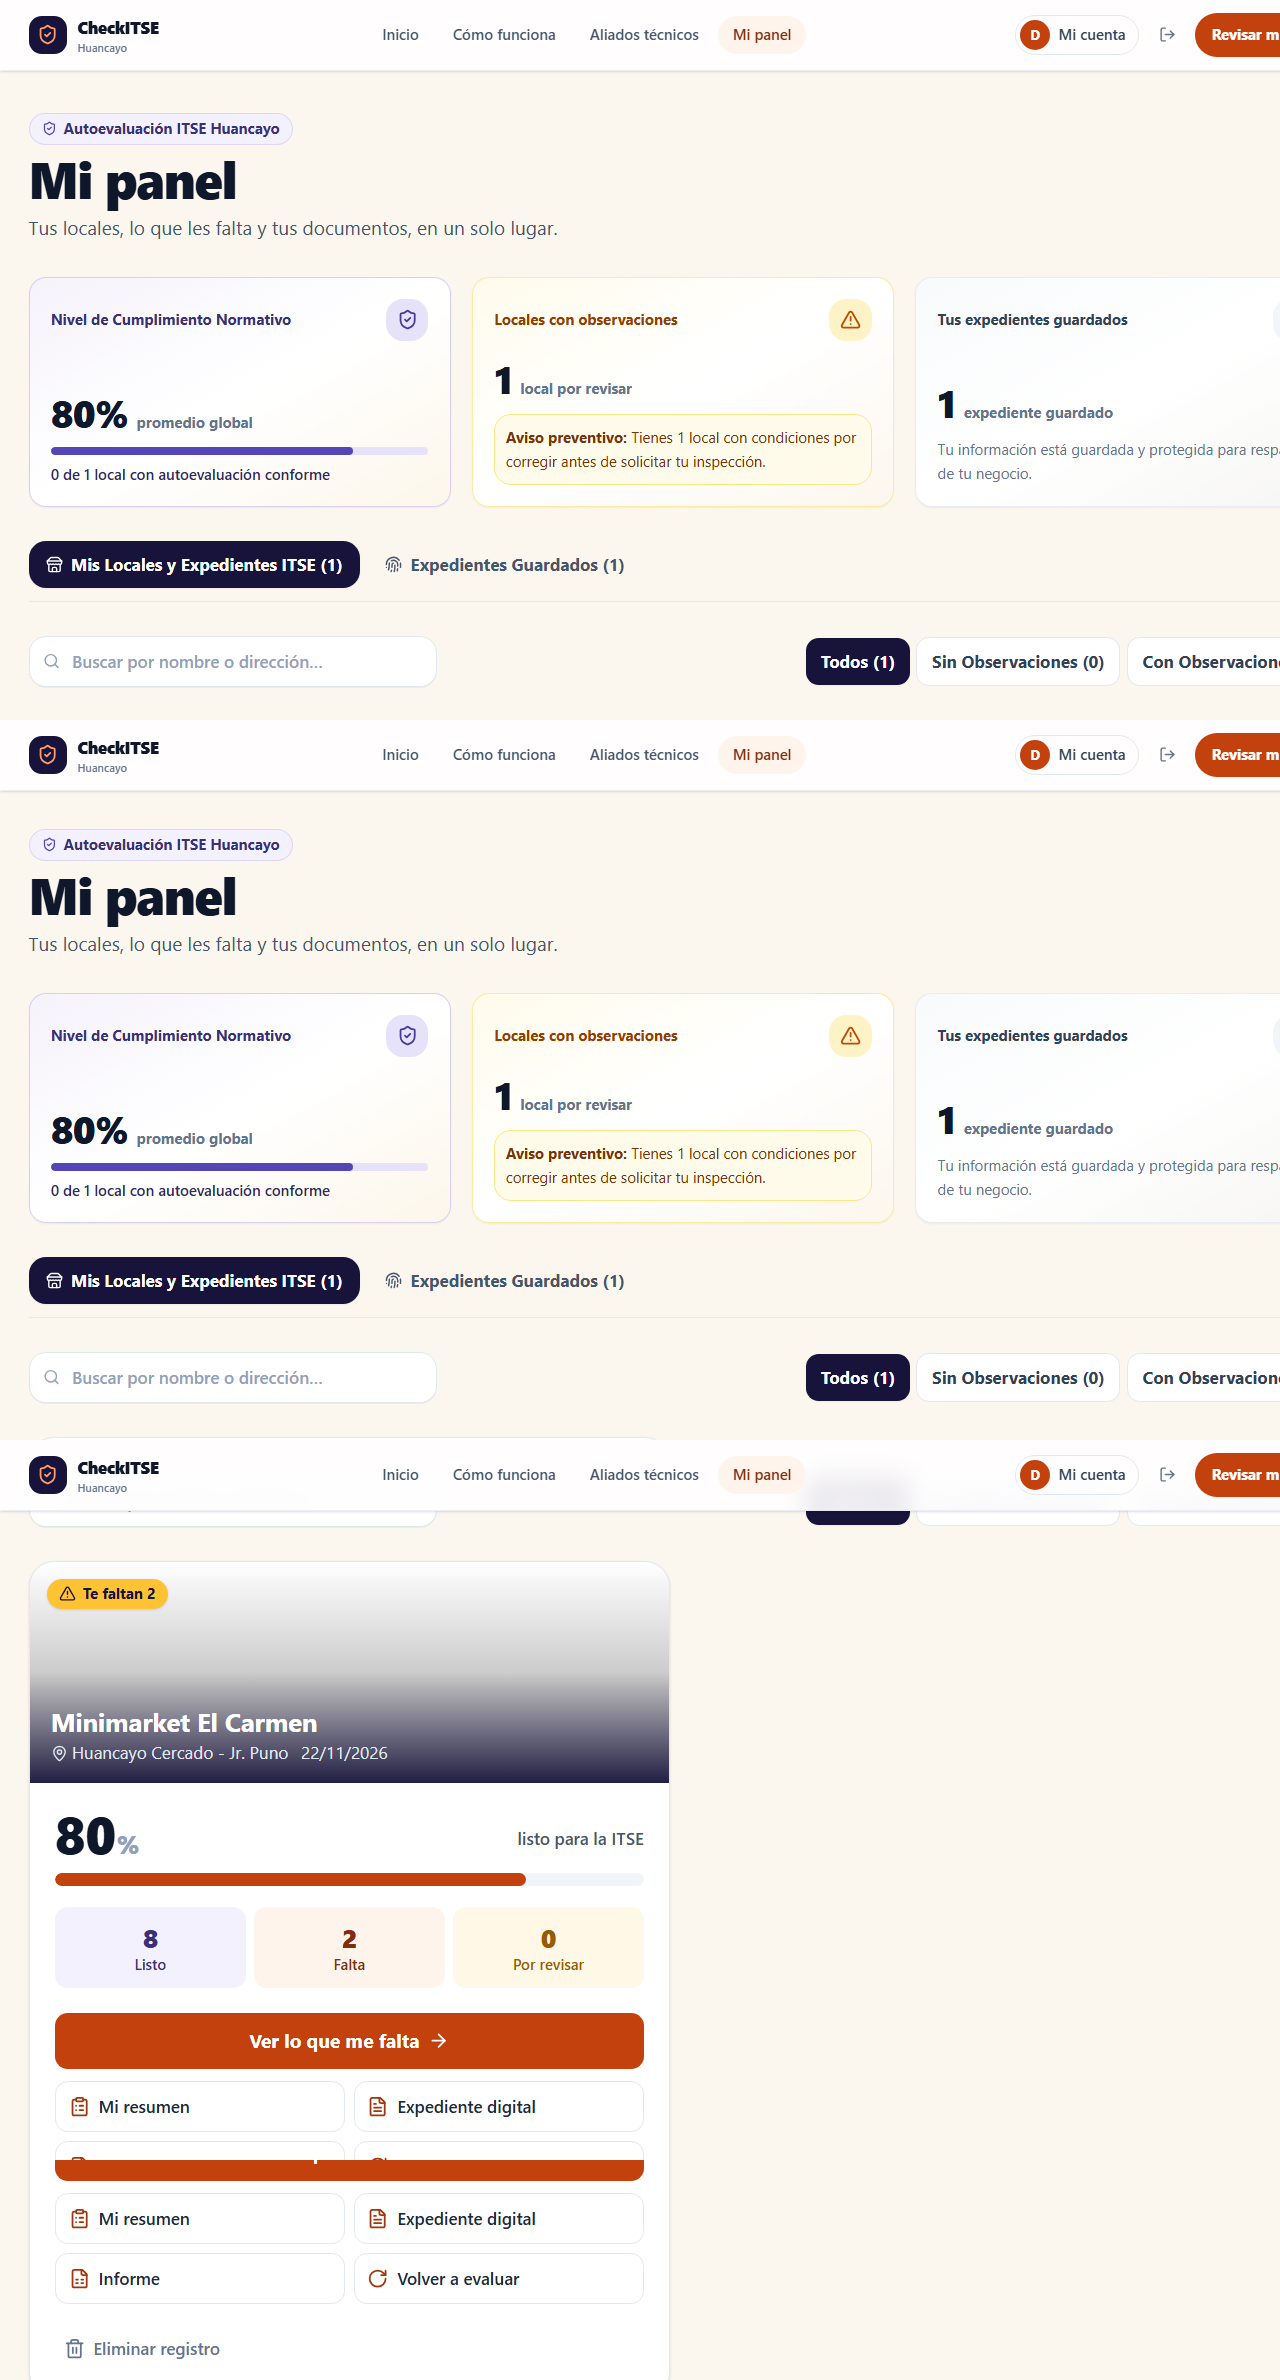 CheckITSE
Huancayo
Inicio
Cómo funciona
Aliados técnicos
Mi panel
D
Mi cuenta
Revisar m
Autoevaluación ITSE Huancayo
Mi panel
Tus locales, lo que les falta y tus documentos, en un solo lugar.
Nivel de Cumplimiento Normativo
80% promedio global
0 de 1 local con autoevaluación conforme
Locales con observaciones
1 local por revisar
Aviso preventivo: Tienes 1 local con condiciones por
corregir antes de solicitar tu inspección.
Tus expedientes guardados
1 expediente guardado
Tu información está guardada y protegida para resp
de tu negocio.
Mis Locales y Expedientes ITSE (1)
Expedientes Guardados (1)
Buscar por nombre o dirección...
Todos (1)
Sin Observaciones (0)
Con Observacion
CheckITSE
Huancayo
Inicio
Cómo funciona
Aliados técnicos
Mi panel
D
Mi cuenta
Revisar m
Autoevaluación ITSE Huancayo
Mi panel
Tus locales, lo que les falta y tus documentos, en un solo lugar.
Nivel de Cumplimiento Normativo
80% promedio global
0 de 1 local con autoevaluación conforme
Locales con observaciones
1 local por revisar
Aviso preventivo: Tienes 1 local con condiciones por
corregir antes de solicitar tu inspección.
Tus expedientes guardados
1 expediente guardado
Tu información está guardada y protegida para resp
de tu negocio.
Mis Locales y Expedientes ITSE (1)
Expedientes Guardados (1)
Buscar por nombre o dirección...
Todos (1)
Sin Observaciones (0)
Con Observacion
CheckITSE
Huancayo
Inicio
Cómo funciona
Aliados técnicos
Mi panel
D
Mi cuenta
Revisar m
Te faltan 2
Minimarket El Carmen
Huancayo Cercado - Jr. Puno 22/11/2026
80%
listo para la ITSE
8
Listo
2
Falta
0
Por revisar
Ver lo que me falta
Mi resumen
Expediente digital
Mi resumen
Expediente digital
Informe
Volver a evaluar
Eliminar registro